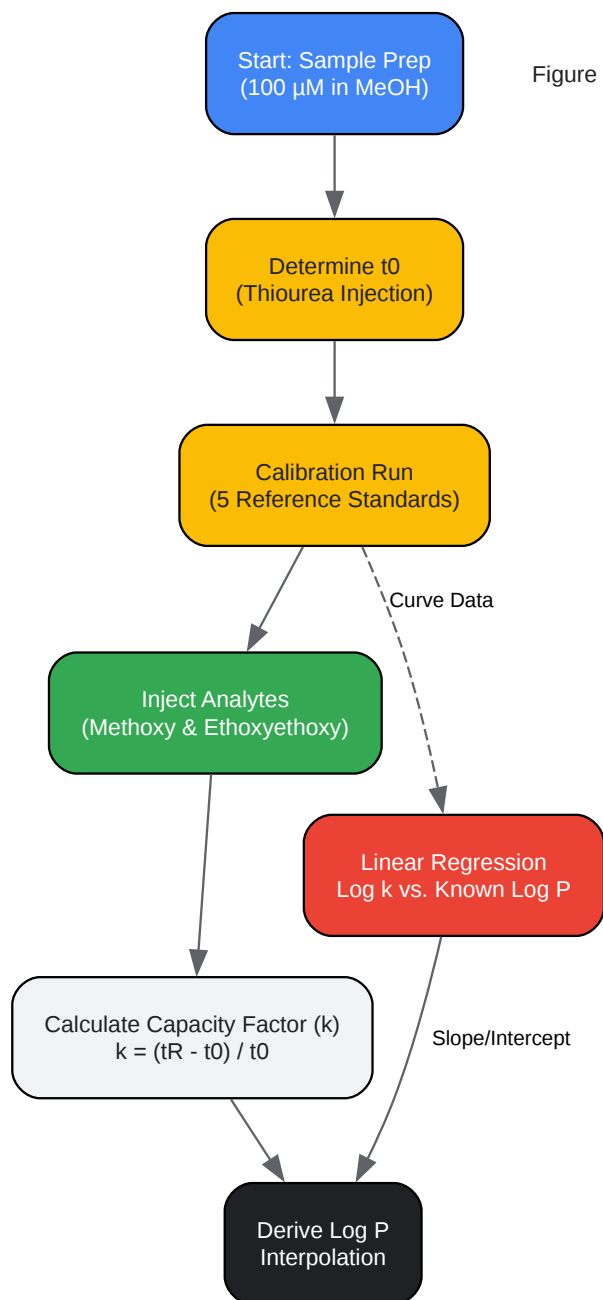 Start: Sample Prep
(100 µM in MeOH)
Figure
Determine t0
(Thiourea Injection)
Calibration Run
(5 Reference Standards)
Curve Data
Inject Analytes
(Methoxy & Ethoxyethoxy)
Linear Regression
Log k vs. Known Log P
Calculate Capacity Factor (k)
k = (tR - t0) / t0
Slope/Intercept
Derive Log P
Interpolation